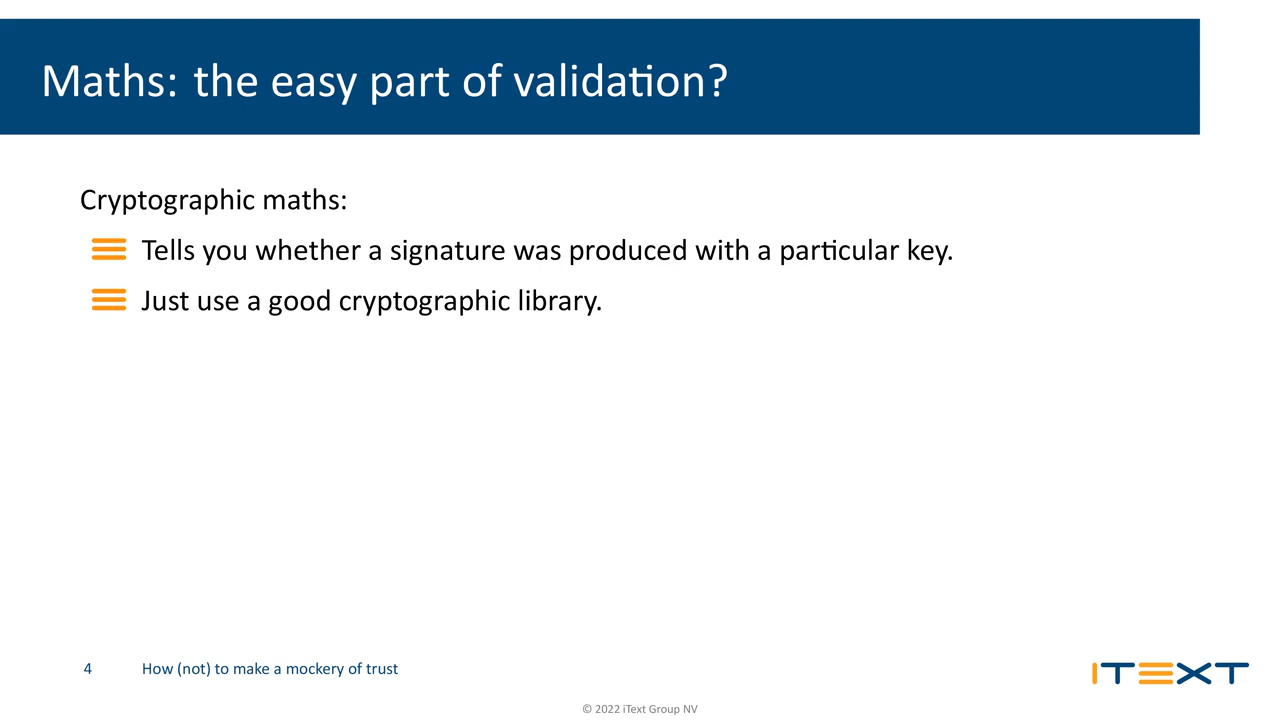 Maths: the easy part of validation?
Cryptographic maths:
Tells you whether a signature was produced with a particular key.
Just use a good cryptographic library.
4 How (not) to make a mockery of trust
ITEXT
© 2022 iText Group NV